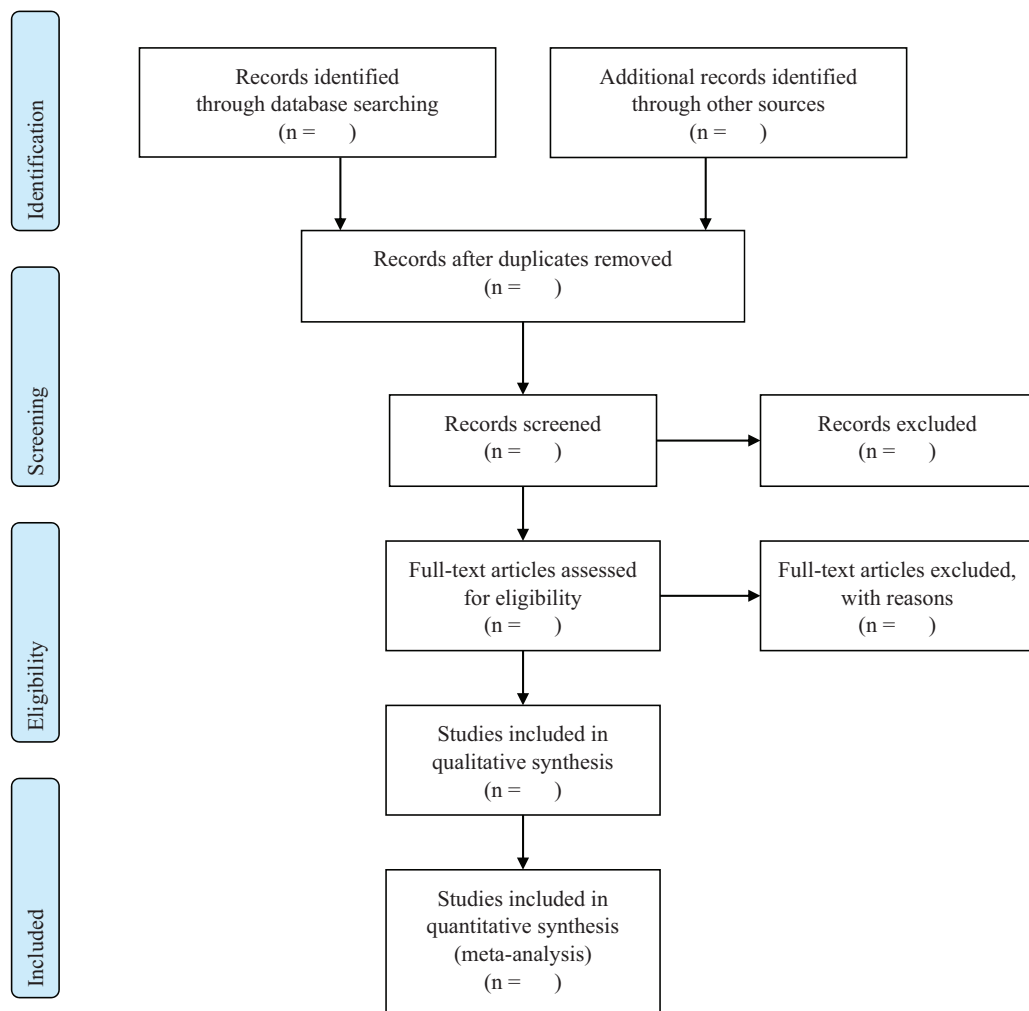 Identification
Records identified
through database searching
(n =     )
Additional records identified
through other sources
(n =     )
Records after duplicates removed
(n =     )
Screening
Records screened
(n =     )
Records excluded
(n =     )
Eligibility
Full-text articles assessed
for eligibility
(n =     )
Full-text articles excluded,
with reasons
(n =     )
Studies included in
qualitative synthesis
(n =     )
Included
Studies included in
quantitative synthesis
(meta-analysis)
(n =     )